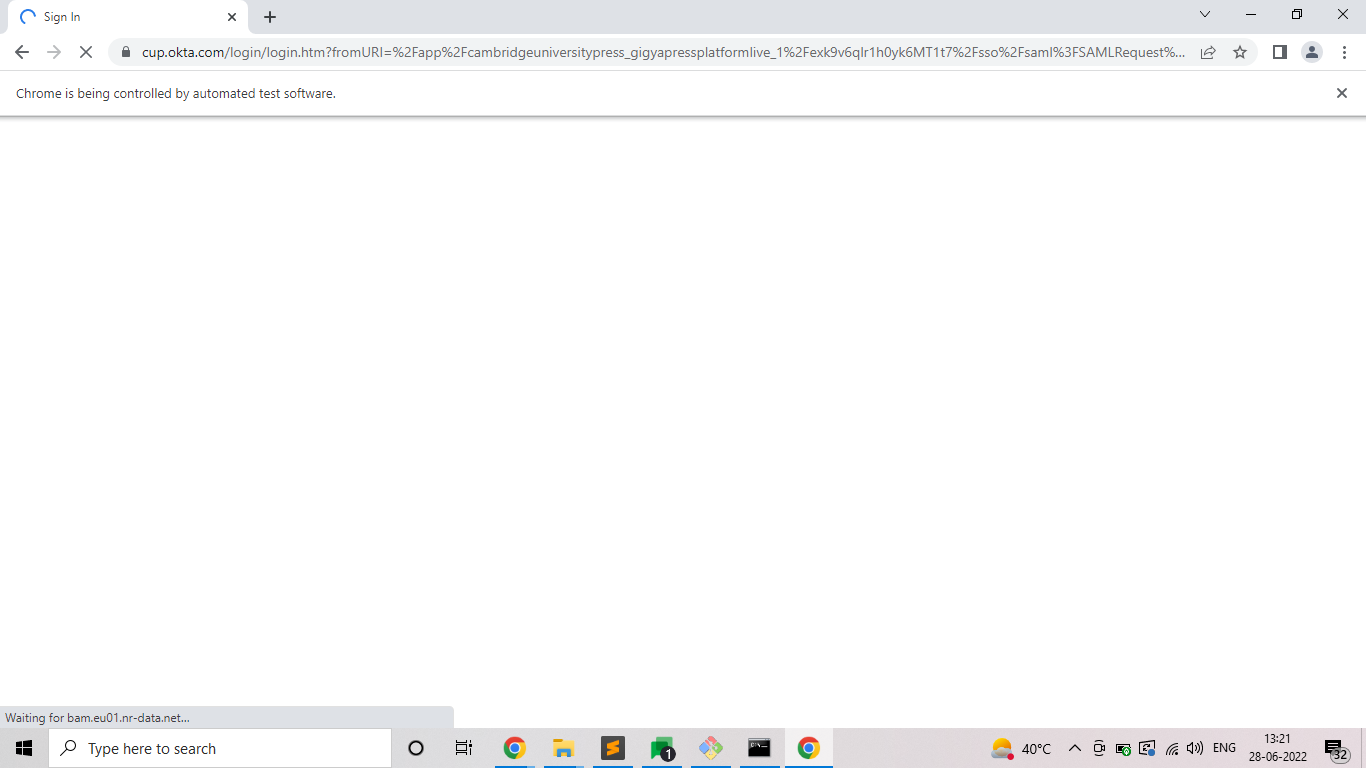 Sign In
cup.okta.com/login/login.htm?fromURI=%2Fapp%2Fcambridgeuniversitypress_gigyapressplatformlive_1%2Fexk9v6qlr1h0yk6MT1t7%2Fsso%2Fsaml%3FSAMLRequest%...
Chrome is being controlled by automated test software.
Waiting for bam.eu01.nr-data.net...
Type here to search
1
40°C
ENG
13:21
28-06-2022
32